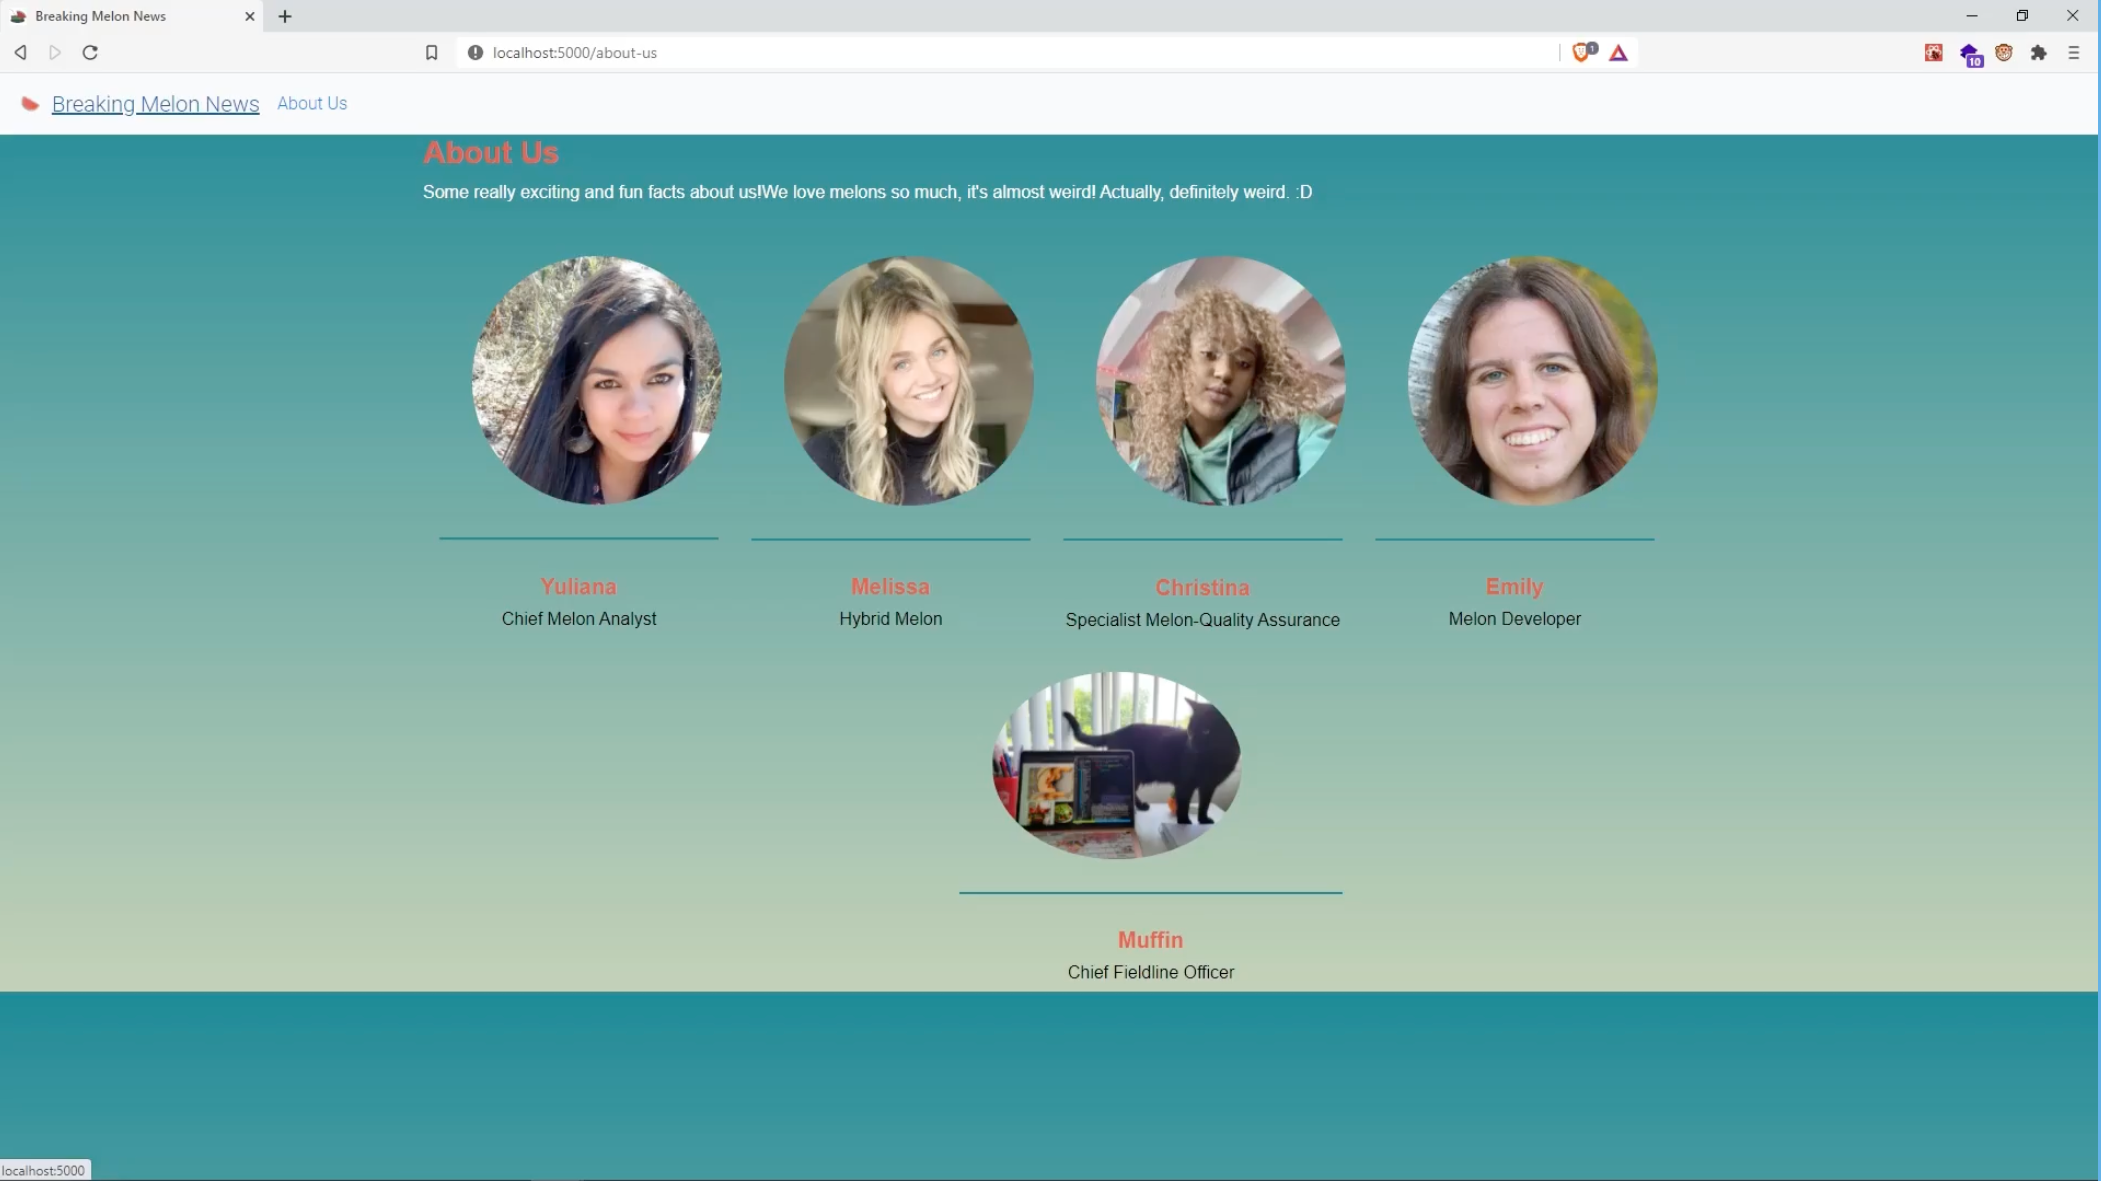 Breaking Melon News
localhost:5000/about-us
1
10
Breaking Melon News About Us
About Us
Some really exciting and fun facts about us!We love melons so much, it's almost weird! Actually, definitely weird. :D
Yuliana
Chief Melon Analyst
Melissa
Hybrid Melon
Christina
Specialist Melon-Quality Assurance
Emily
Melon Developer
Muffin
Chief Fieldline Officer
localhost:5000